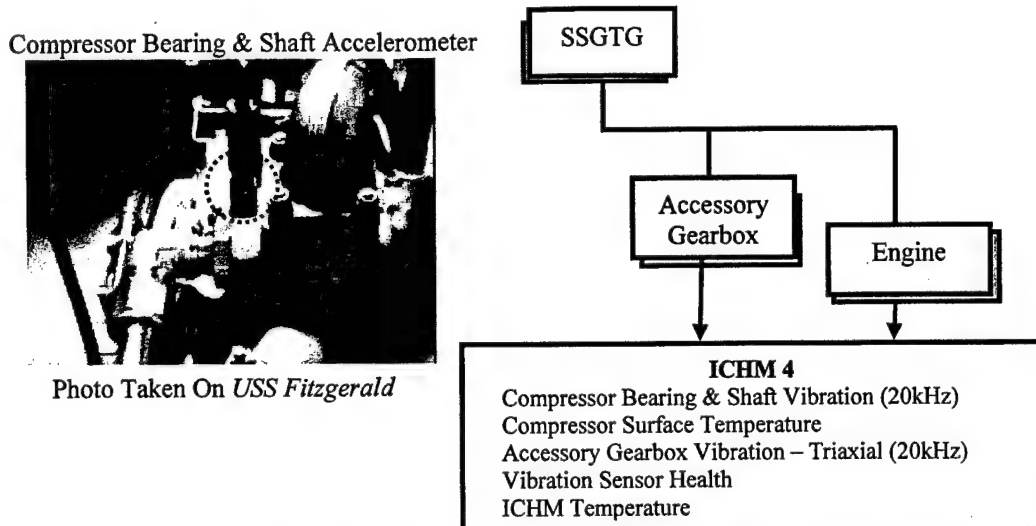 Compressor Bearing & Shaft Accelerometer
Photo Taken On USS Fitzgerald
SSGTG
Accessory
Gearbox
Engine
ICHM 4
Compressor Bearing & Shaft Vibration (20kHz)
Compressor Surface Temperature
Accessory Gearbox Vibration – Triaxial (20kHz)
Vibration Sensor Health
ICHM Temperature